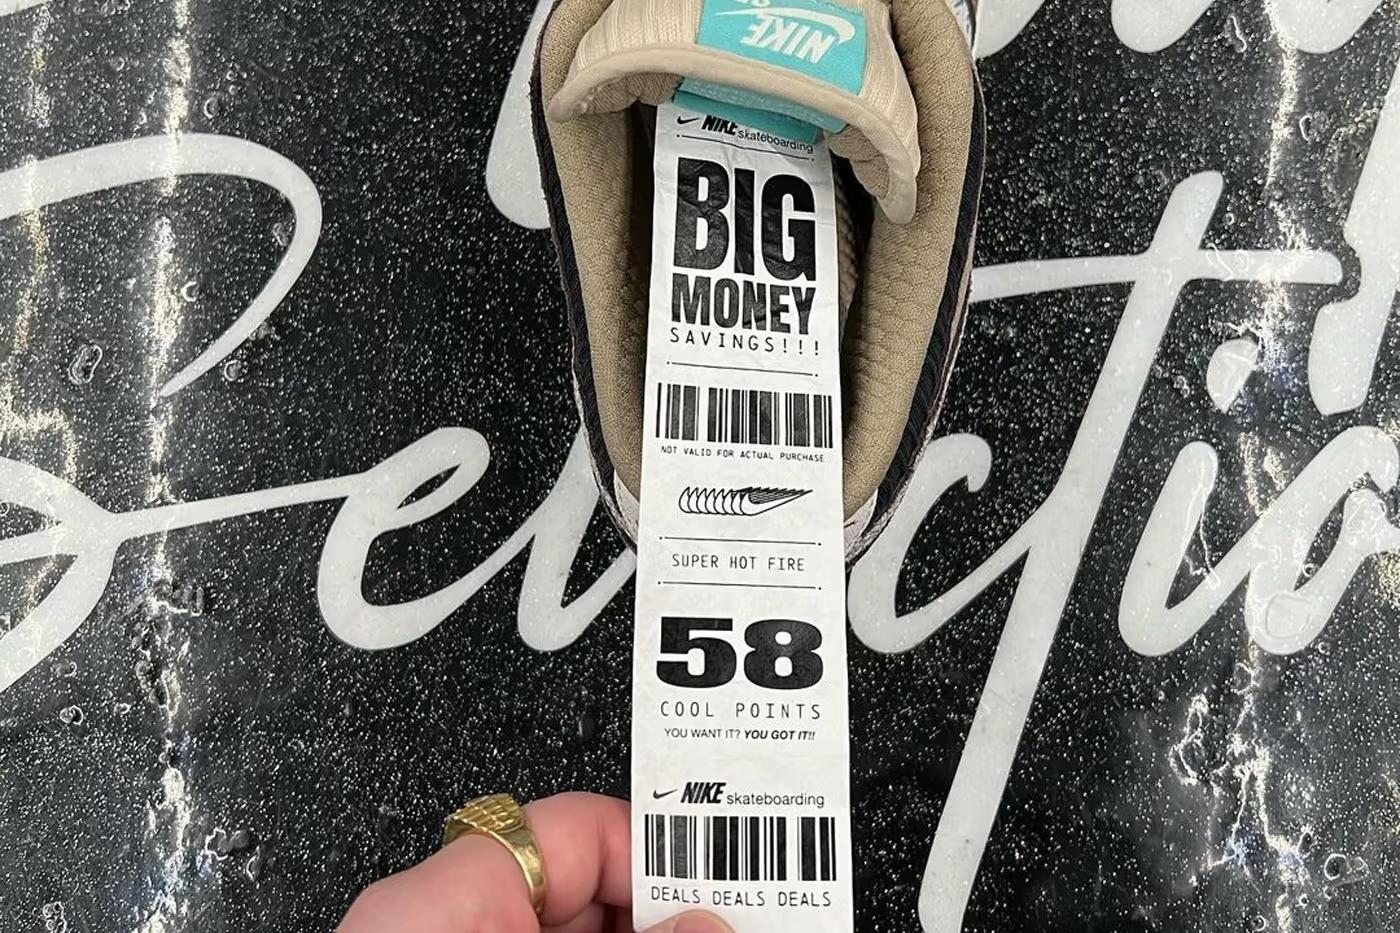 NIKE
NIKE skateboarding
BIG
MONEY
SAVINGS!!!
NOT VALID FOR ACTUAL PURCHASE
SUPER HOT FIRE
58
COOL POINTS
YOU WANT IT? YOU GOT IT!!
NIKE skateboarding
DEALS DEALS DEALS
Selectio